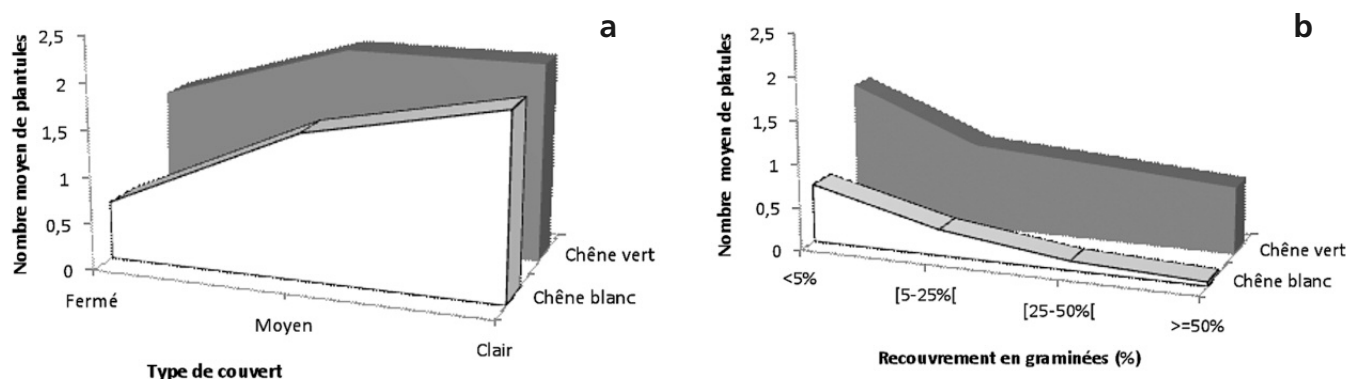 a
Nombre moyen de plantules
2,5
2
1,5
1
0,5
0
Fermé
Moyen
Clair
Chêne vert
Chêne blanc
Type de couvert
b
Nombre moyen de platules
2,5
2
1,5
1
0,5
0
<5%
[5-25%[
[25-50%[
>=50%
Chêne vert
Chêne blanc
Recouvrement en graminées (%)